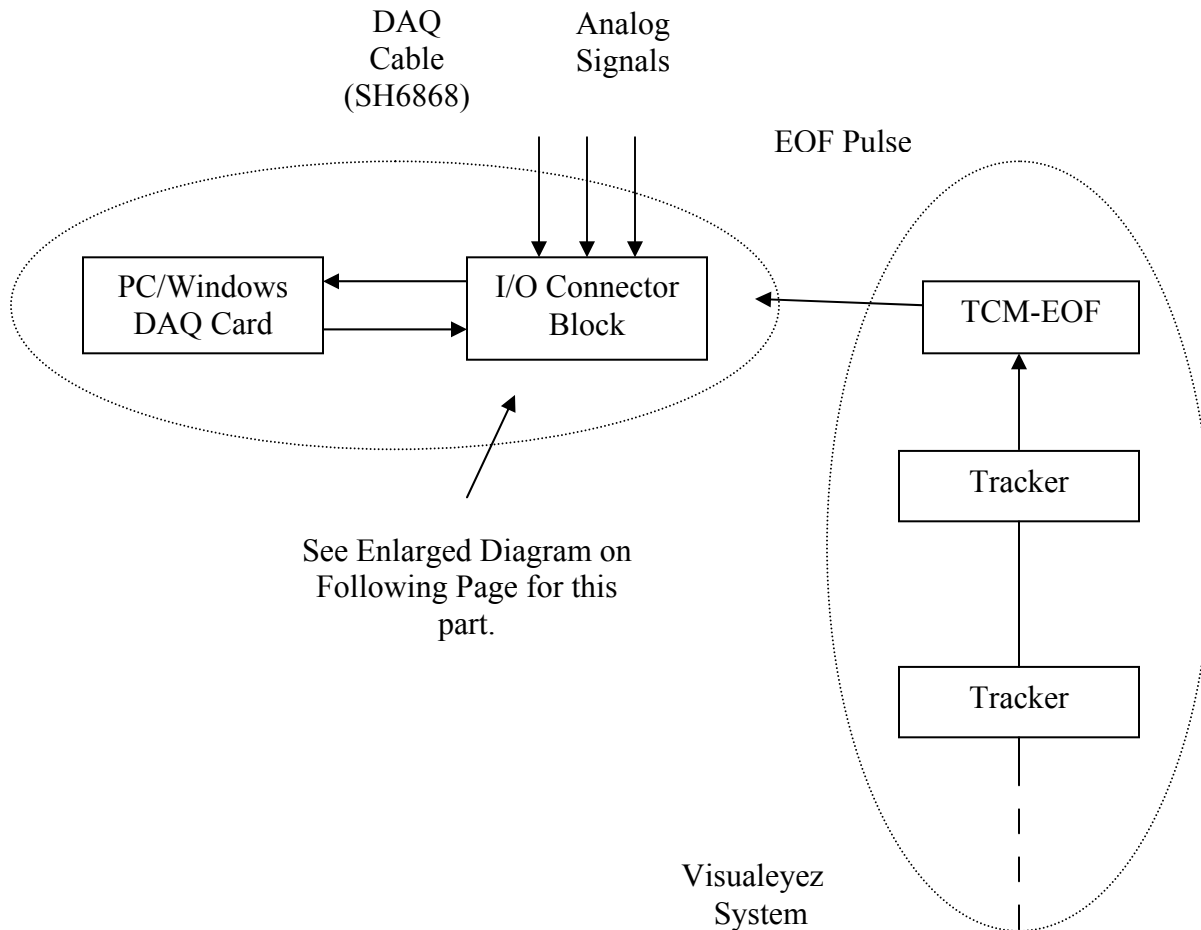 DAQ
Cable
(SH6868)
Analog
Signals
EOF Pulse
PC/Windows
DAQ Card
I/O Connector
Block
TCM-EOF
Tracker
See Enlarged Diagram on
Following Page for this
part.
Tracker
Visualeyez
System